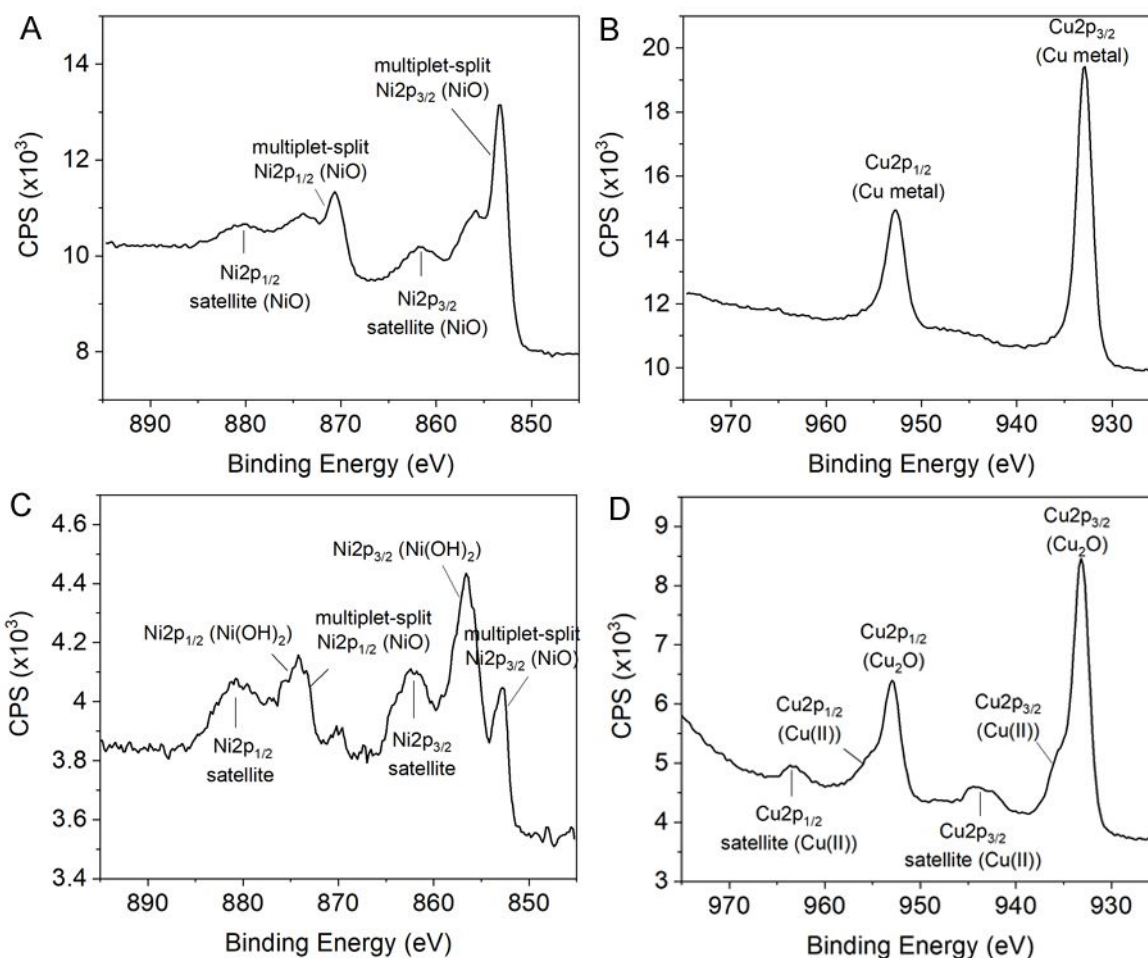 A
14
12
10
8
CPS (x10³)
multiplet-split
Ni2p₃/₂ (NiO)
multiplet-split
Ni2p₁/₂ (NiO)
Ni2p₁/₂
satellite (NiO)
Ni2p₃/₂
satellite (NiO)
890 880 870 860 850
Binding Energy (eV)
B
20
18
16
14
12
10
CPS (x10³)
Cu2p₃/₂
(Cu metal)
Cu2p₁/₂
(Cu metal)
970 960 950 940 930
Binding Energy (eV)
C
4.6
4.4
4.2
4
3.8
3.6
3.4
CPS (x10³)
Ni2p₃/₂ (Ni(OH)₂)
Ni2p₁/₂ (Ni(OH)₂)
multiplet-split
Ni2p₁/₂ (NiO)
multiplet-split
Ni2p₃/₂ (NiO)
Ni2p₁/₂
satellite
Ni2p₃/₂
satellite
890 880 870 860 850
Binding Energy (eV)
D
9
8
7
6
5
4
3
CPS (x10³)
Cu2p₃/₂
(Cu₂O)
Cu2p₁/₂
(Cu₂O)
Cu2p₁/₂
(Cu(II))
Cu2p₃/₂
(Cu(II))
Cu2p₁/₂
satellite (Cu(II))
Cu2p₃/₂
satellite (Cu(II))
970 960 950 940 930
Binding Energy (eV)